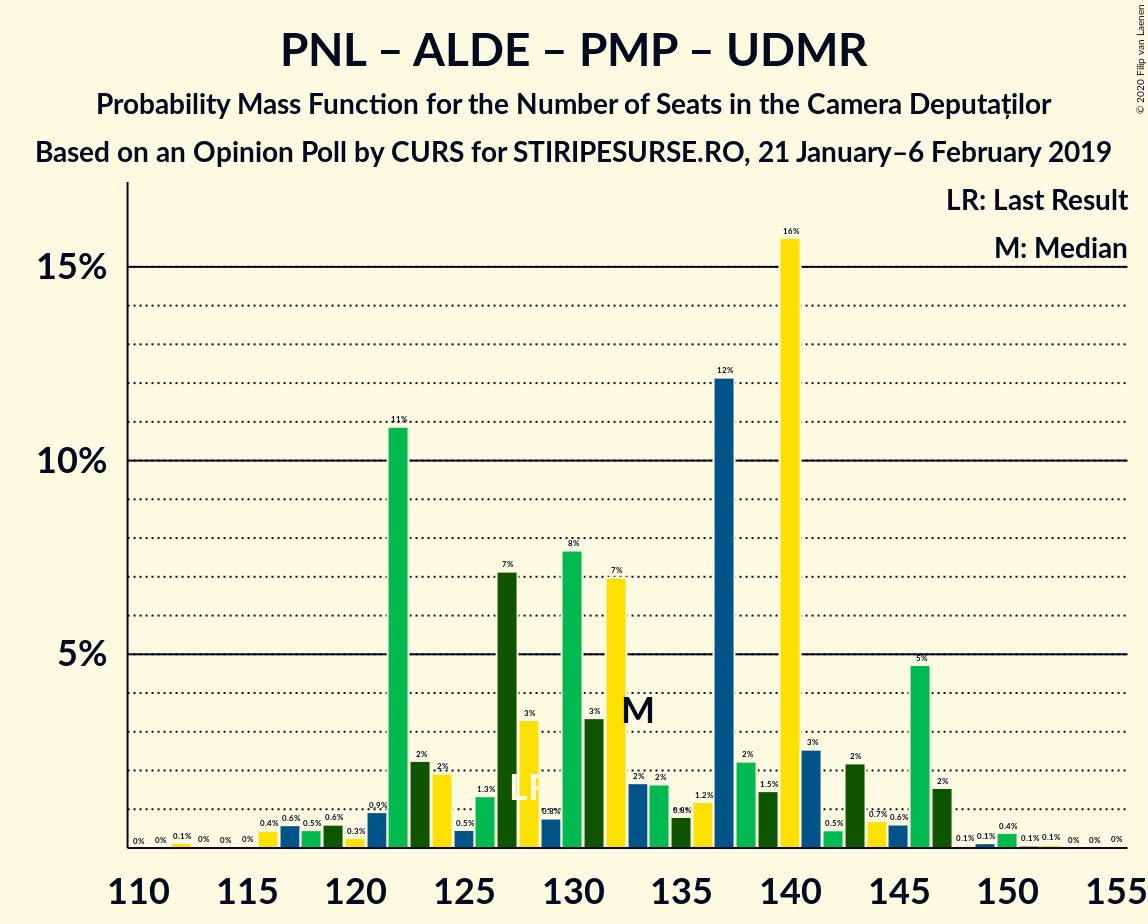 PNL – ALDE – PMP – UDMR
Probability Mass Function for the Number of Seats in the Camera Deputaților
Based on an Opinion Poll by CURS for STIRIPESURSE.RO, 21 January–6 February 2019
© 2020 Filip van Laenen
LR: Last Result
M: Median
15%
10%
5%
0% 0% 0.1% 0% 0% 0% 0.4% 0.6% 0.5% 0.6% 0.3% 0.9% 11% 2% 2% 0.5% 1.3% 7% 3% 0.8% 8% 3% 7% 2% 2% 0.8% 1.2% 12% 2% 1.5% 16% 3% 0.5% 2% 0.7% 0.6% 5% 2% 0.1% 0.1% 0.4% 0.1% 0.1% 0% 0% 0%
LR
M
110 115 120 125 130 135 140 145 150 155